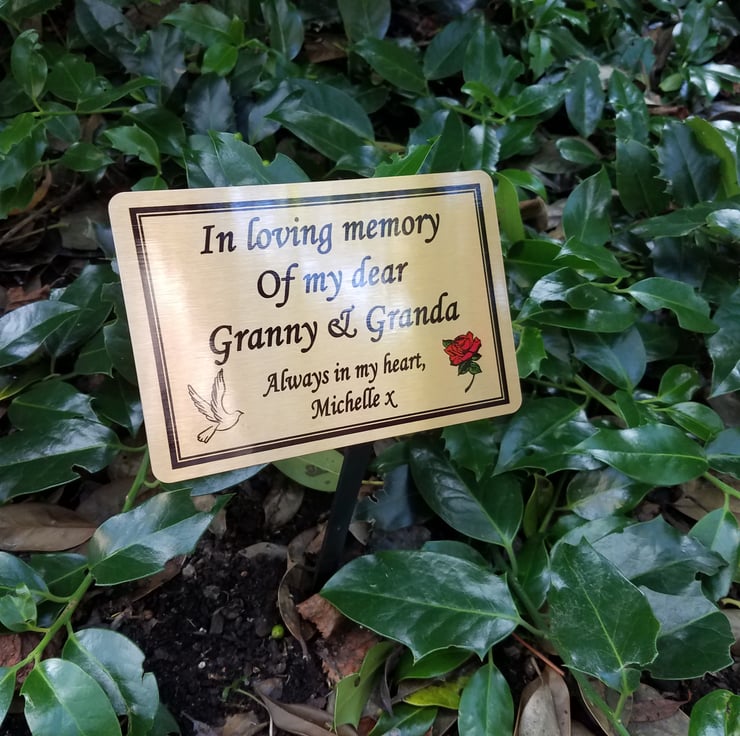 In loving memory
Of my dear
Granny & Granda
Always in my heart,
Michelle x